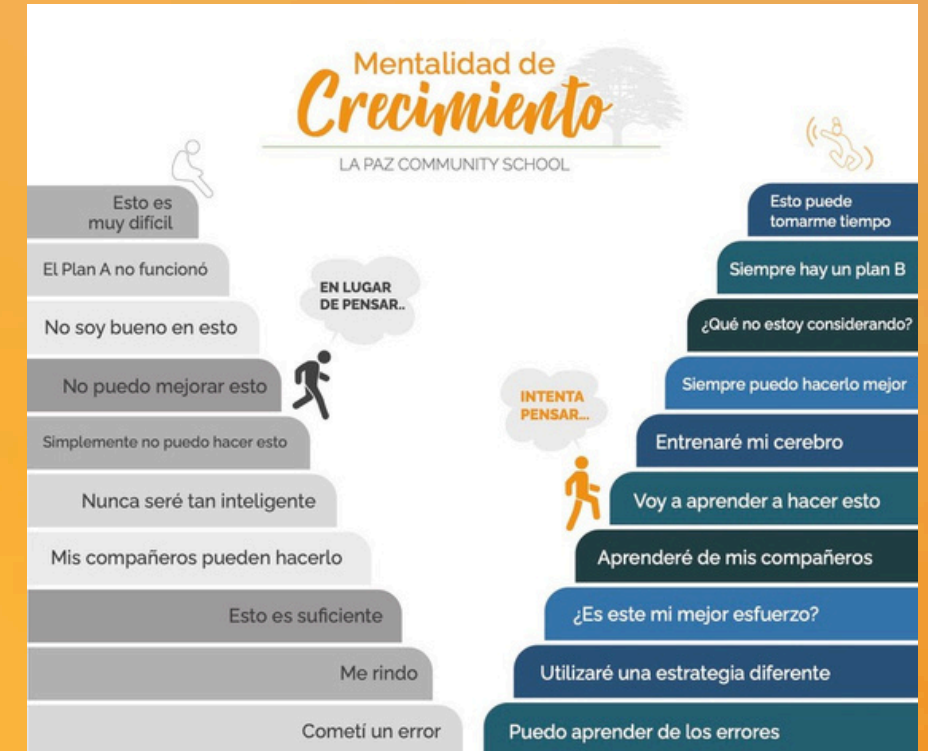 Mentalidad de
Crecimiento
LA PAZ COMMUNITY SCHOOL
Esto es
muy difícil
El Plan A no funcionó
No soy bueno en esto
No puedo mejorar esto
Simplemente no puedo hacer esto
Nunca seré tan inteligente
Mis compañeros pueden hacerlo
Esto es suficiente
Me rindo
Cometí un error
EN LUGAR
DE PENSAR..
INTENTA
PENSAR...
Esto puede
tomarme tiempo
Siempre hay un plan B
¿Qué no estoy considerando?
Siempre puedo hacerlo mejor
Entrenaré mi cerebro
Voy a aprender a hacer esto
Aprenderé de mis compañeros
¿Es este mi mejor esfuerzo?
Utilizaré una estrategia diferente
Puedo aprender de los errores